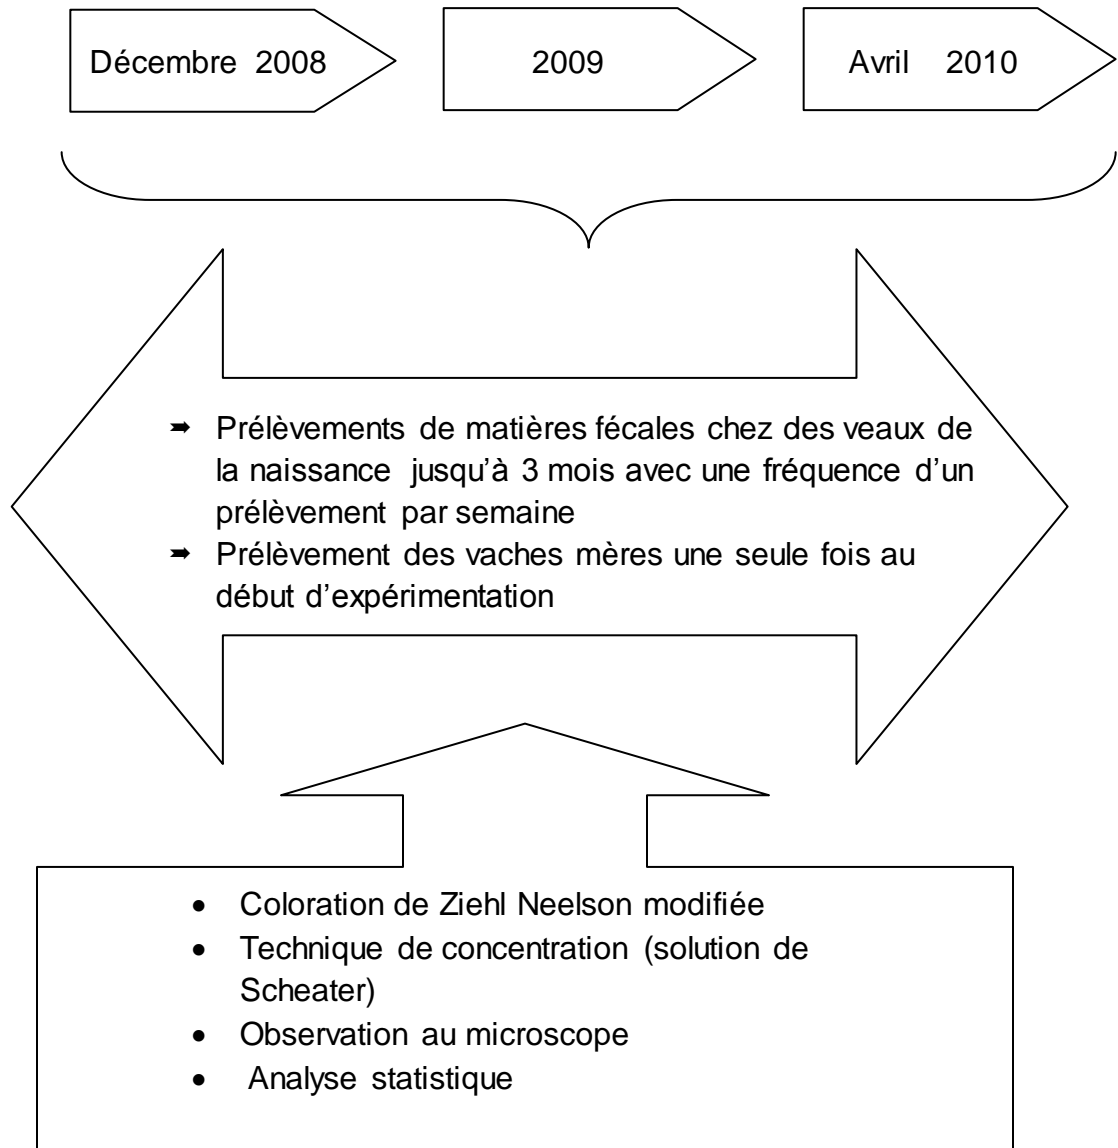 Décembre 2008
2009
Avril 2010
➡ Prélèvements de matières fécales chez des veaux de
la naissance jusqu’à 3 mois avec une fréquence d’un
prélèvement par semaine
➡ Prélèvement des vaches mères une seule fois au
début d’expérimentation
• Coloration de Ziehl Neelson modifiée
• Technique de concentration (solution de
Scheater)
• Observation au microscope
• Analyse statistique